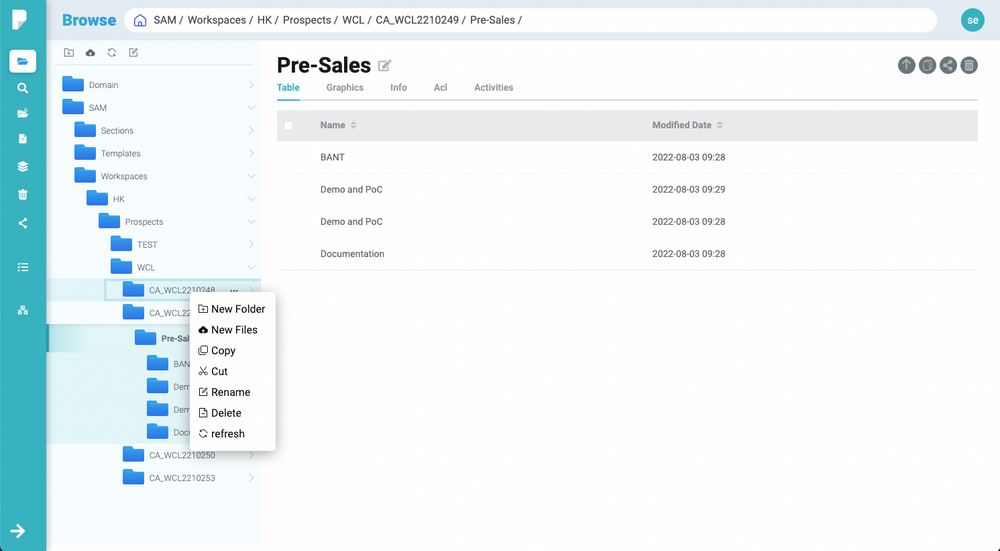 Browse
SAM / Workspaces / HK / Prospects / WCL / CA_WCL2210249 / Pre-Sales /
se
Domain
SAM
Sections
Templates
Workspaces
HK
Prospects
TEST
WCL
CA_WCL2210248 ...
CA_WCL22
Pre-Sal
BAN
Dem
Dem
Doc
CA_WCL2210250
CA_WCL2210253
New Folder
New Files
Copy
Cut
Rename
Delete
refresh
Pre-Sales
Table Graphics Info Acl Activities
Name Modified Date
BANT 2022-08-03 09:28
Demo and PoC 2022-08-03 09:29
Demo and PoC 2022-08-03 09:28
Documentation 2022-08-03 09:28